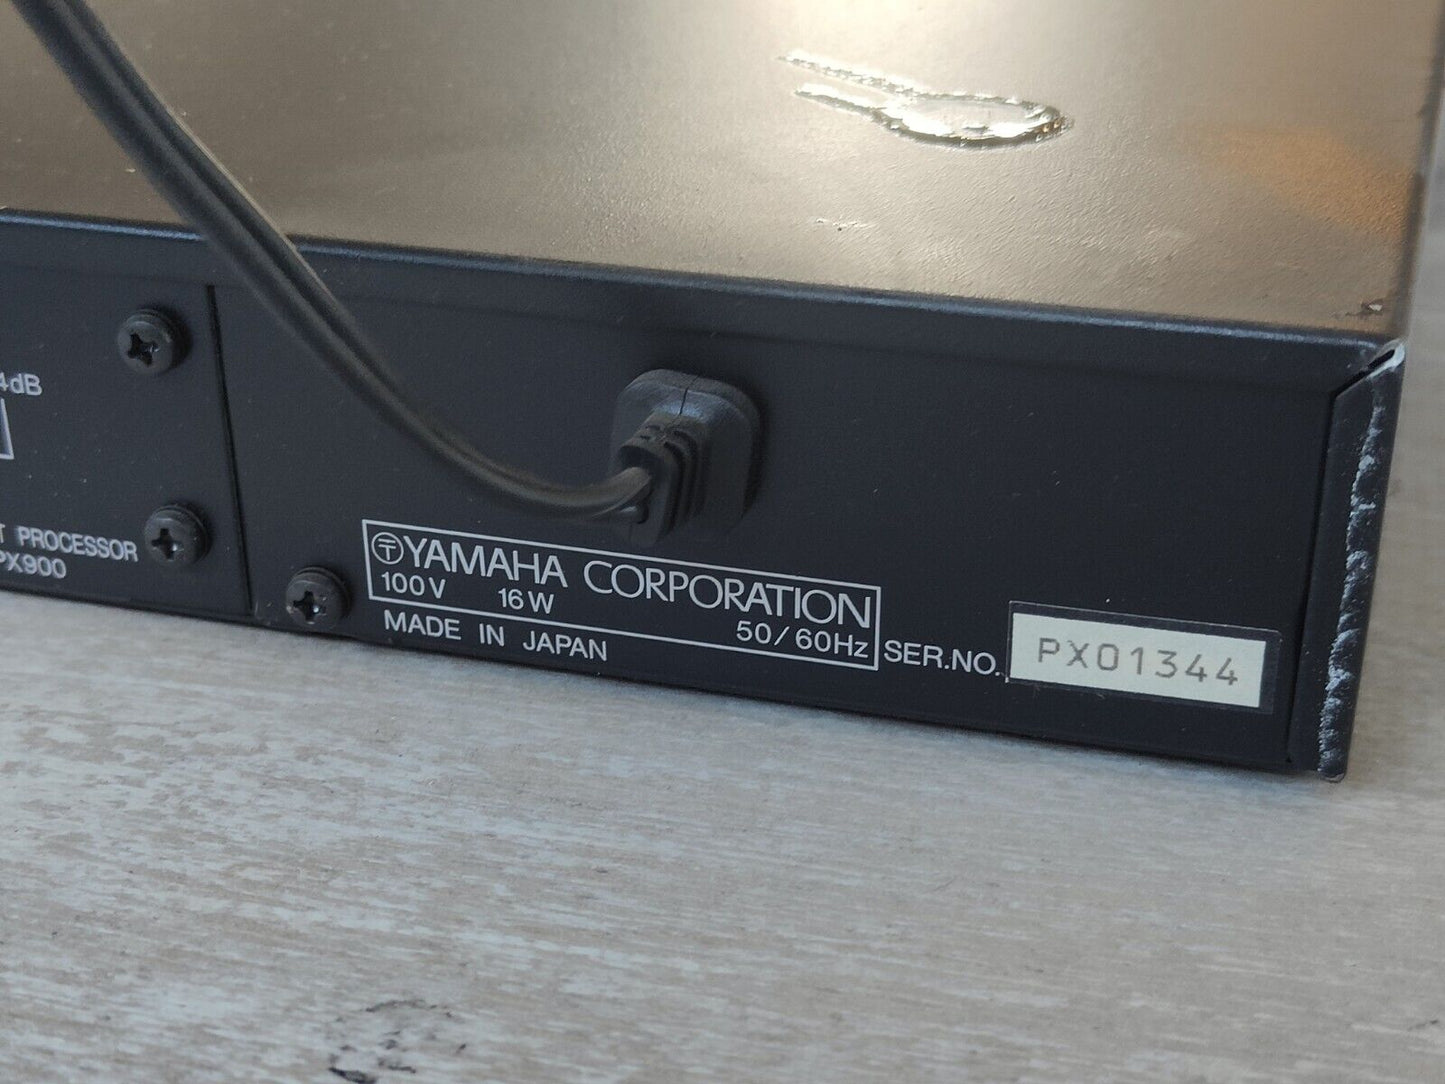 4dB
T PROCESSOR
PX900
〒YAMAHA CORPORATION
100V 16W 50/60Hz
MADE IN JAPAN
SER.NO. PX01344